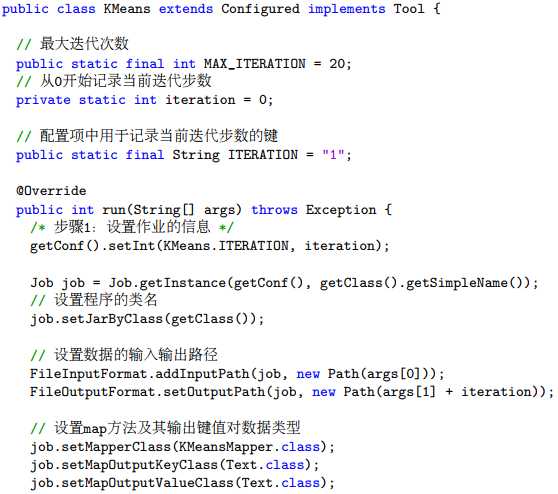 public class KMeans extends Configured implements Tool {
// 最大迭代次数
public static final int MAX_ITERATION = 20;
// 从0开始记录当前迭代步数
private static int iteration = 0;
// 配置项中用于记录当前迭代步数的键
public static final String ITERATION = "1";
@Override
public int run(String[] args) throws Exception {
/* 步骤1: 设置作业的信息 */
getConf().setInt(KMeans.ITERATION, iteration);
Job job = Job.getInstance(getConf(), getClass().getSimpleName());
// 设置程序的类名
job.setJarByClass(getClass());
// 设置数据的输入输出路径
FileInputFormat.addInputPath(job, new Path(args[0]));
FileOutputFormat.setOutputPath(job, new Path(args[1] + iteration));
// 设置map方法及其输出键值对数据类型
job.setMapperClass(KMeansMapper.class);
job.setMapOutputKeyClass(Text.class);
job.setMapOutputValueClass(Text.class);